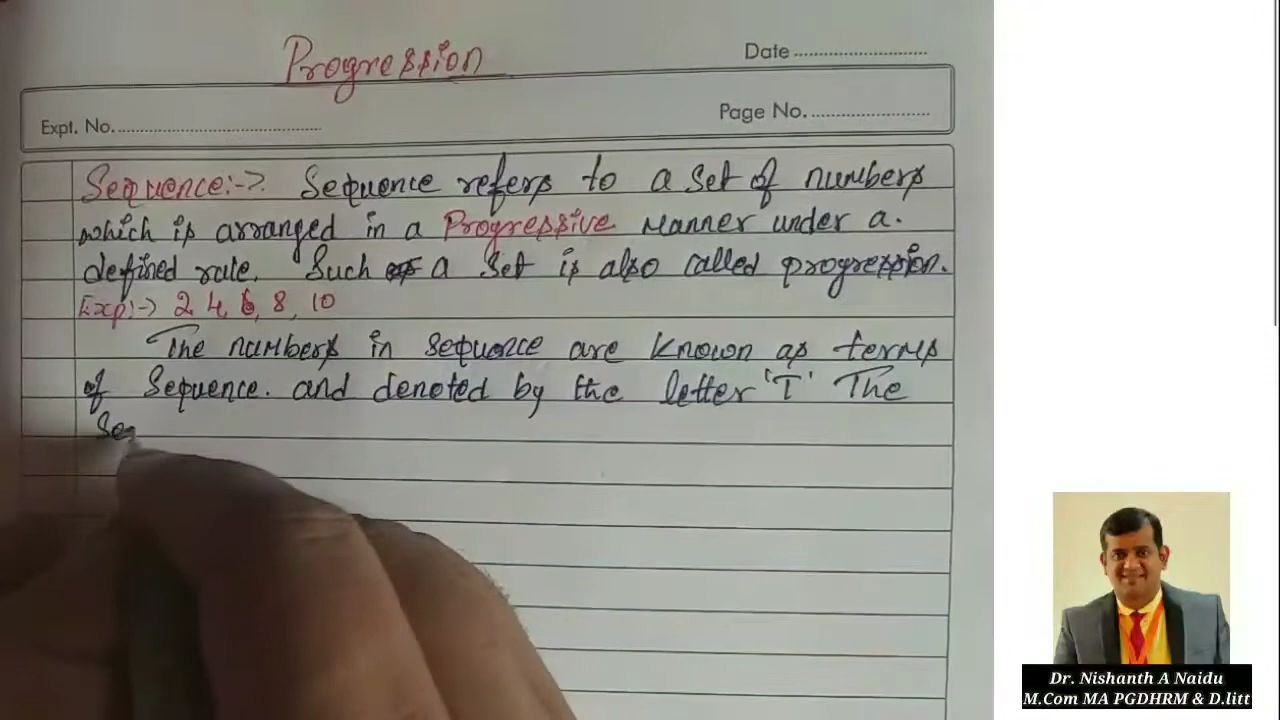 Progression
Date
Page No.
Expt. No.
Sequence:-> Sequence refers to a set of numbers
which is arranged in a Progressive manner under a.
defined rule. Such a set is also called progression.
Exp:-> 2, 4, 6, 8, 10
The numbers in sequence are known as terms
of Sequence. and denoted by the letter 'T' The
Se
Dr. Nishanth A Naidu
M.Com MA PGDHRM & D.litt